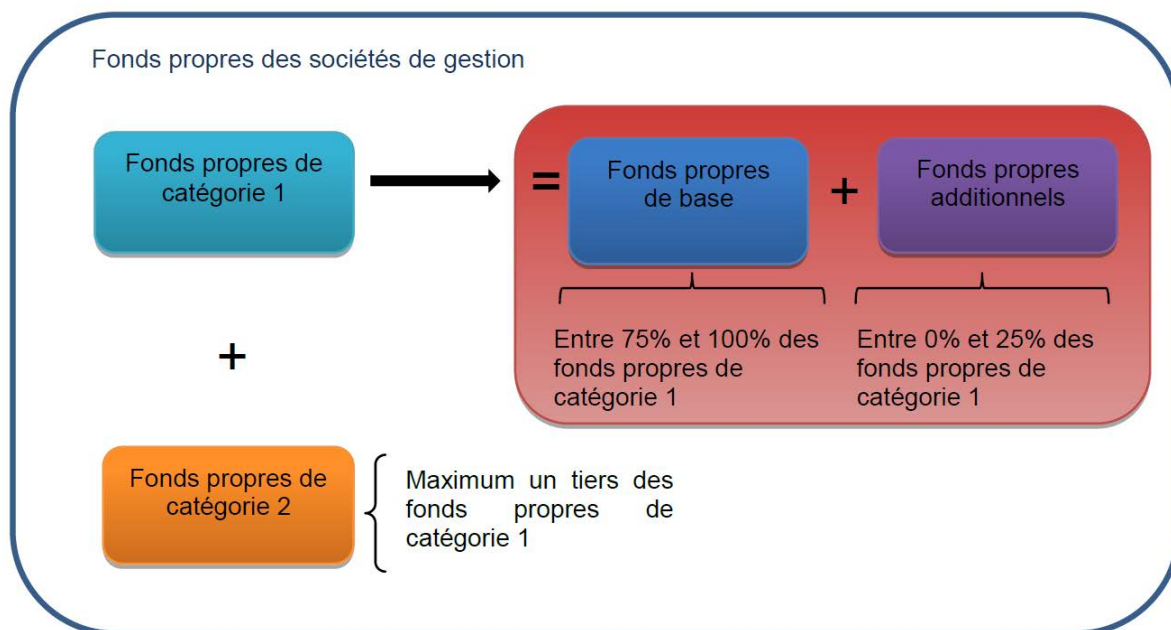 Fonds propres des sociétés de gestion
Fonds propres de
catégorie 1
=
Fonds propres
de base
+
Fonds propres
additionnels
Entre 75% et 100% des
fonds propres de
catégorie 1
Entre 0% et 25% des
fonds propres de
catégorie 1
+
Fonds propres de
catégorie 2
Maximum un tiers des
fonds propres de
catégorie 1